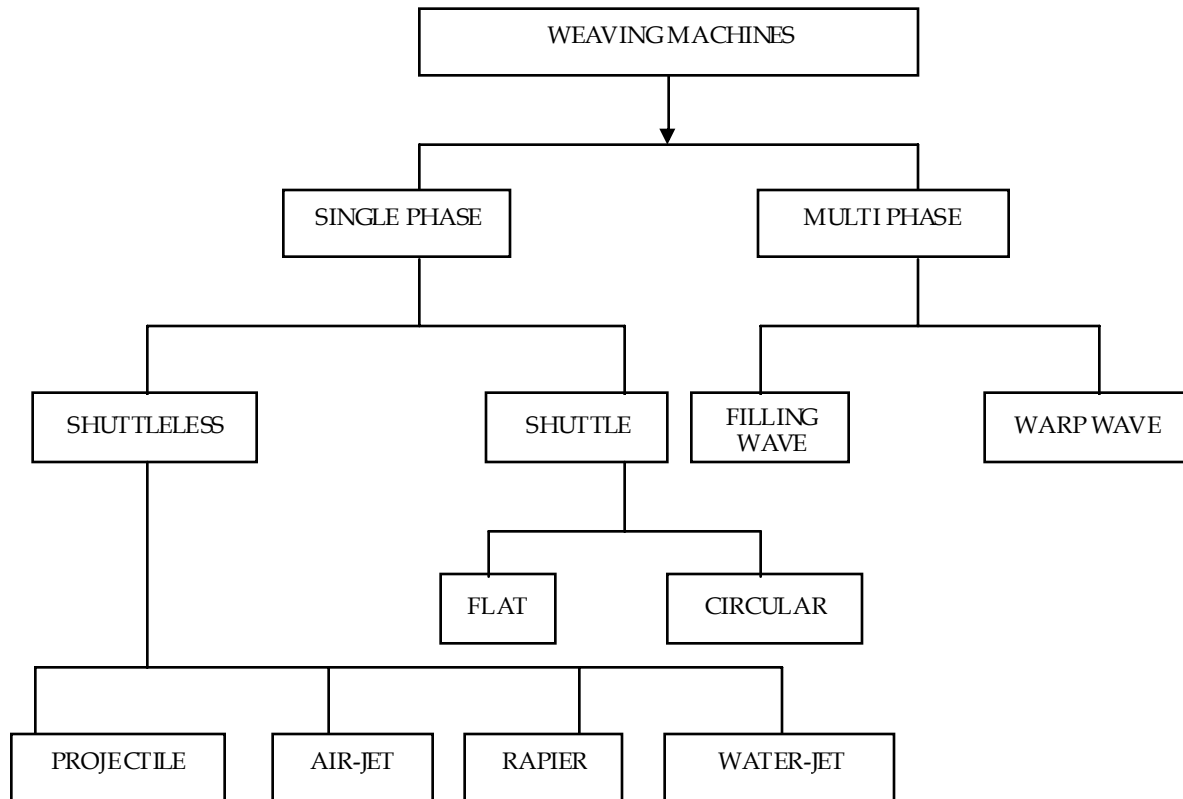 WEAVING MACHINES
SINGLE PHASE
MULTI PHASE
SHUTTLELESS
SHUTTLE
FILLING
WAVE
WARP WAVE
FLAT
CIRCULAR
PROJECTILE
AIR-JET
RAPIER
WATER-JET